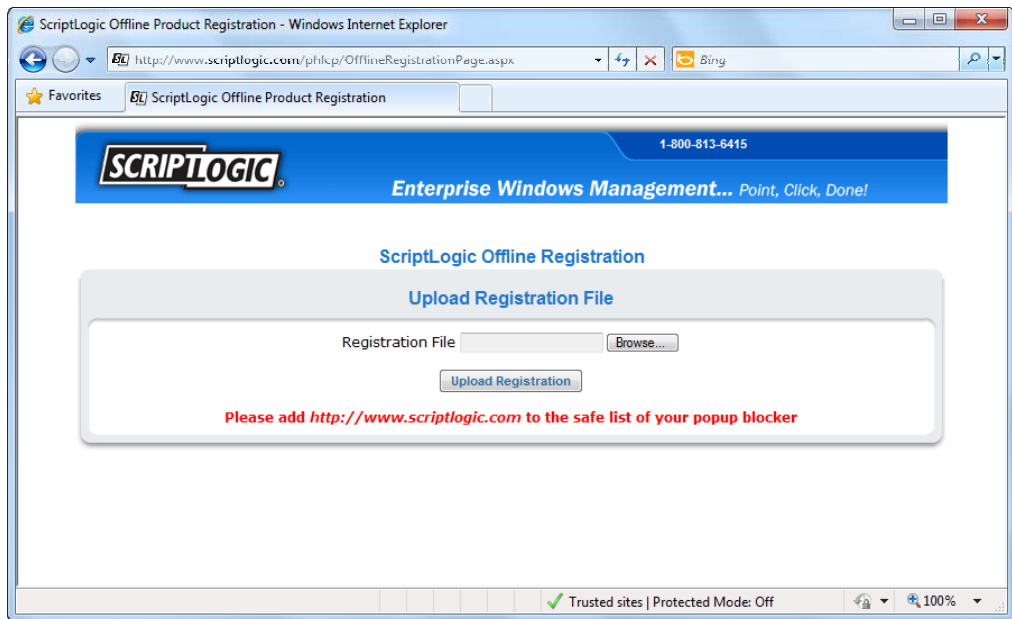 ScriptLogic Offline Product Registration - Windows Internet Explorer
http://www.scriptlogic.com/phlcp/OfflineRegistrationPage.aspx
Bing
Favorites
SL ScriptLogic Offline Product Registration
1-800-813-6415
SCRIPTLOGIC
Enterprise Windows Management... Point, Click, Done!
ScriptLogic Offline Registration
Upload Registration File
Registration File Browse...
Upload Registration
Please add http://www.scriptlogic.com to the safe list of your popup blocker
Trusted sites | Protected Mode: Off 100%